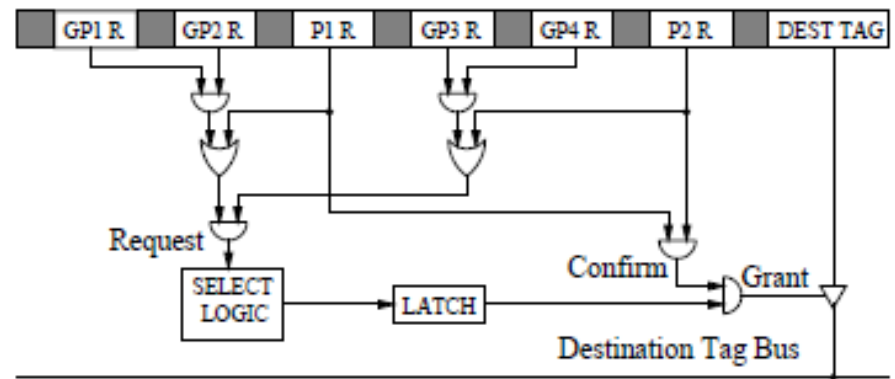 GP1 R GP2 R P1 R GP3 R GP4 R P2 R DEST TAG
Request
Confirm
Grant
SELECT
LOGIC
LATCH
Destination Tag Bus